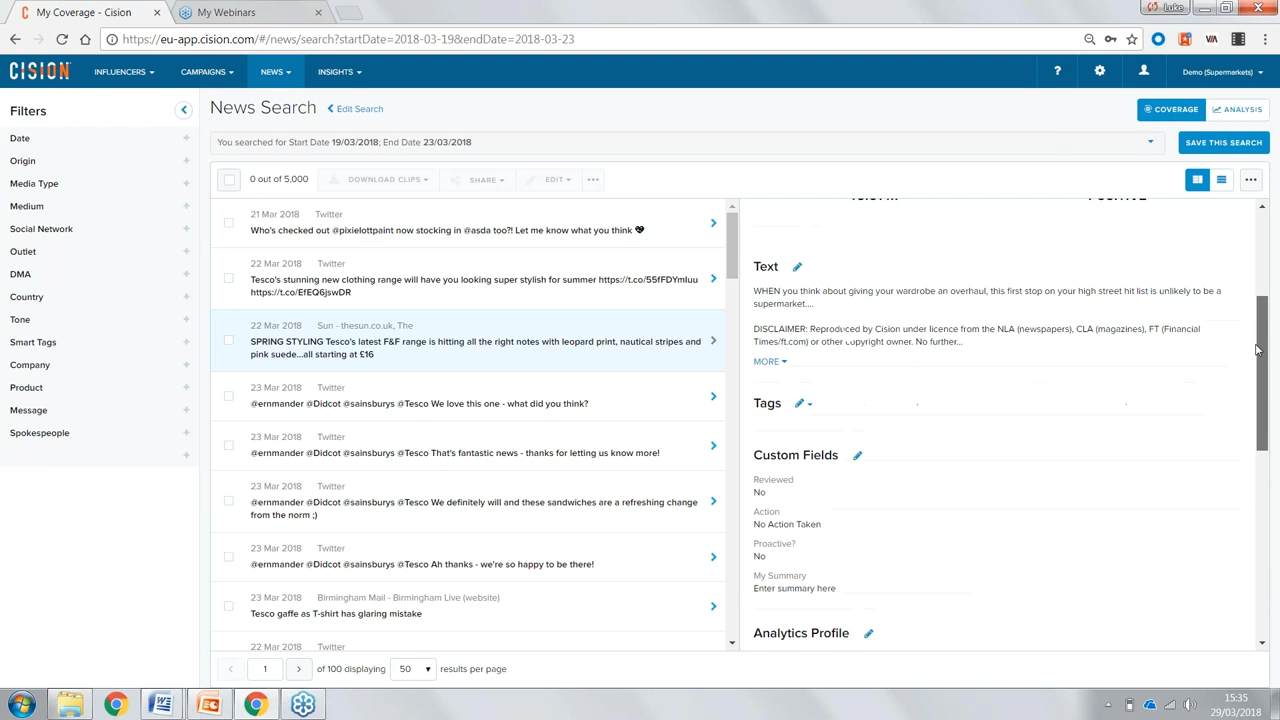 My Coverage - Cision
My Webinars
Luke
https://eu-app.cision.com/#/news/search?startDate=2018-03-19&endDate=2018-03-23
CISION
INFLUENCERS
CAMPAIGNS
NEWS
INSIGHTS
?
Demo (Supermarkets)
Filters
Date
Origin
Media Type
Medium
Social Network
Outlet
DMA
Country
Tone
Smart Tags
Company
Product
Message
Spokespeople
News Search
Edit Search
COVERAGE
ANALYSIS
You searched for Start Date 19/03/2018; End Date 23/03/2018
SAVE THIS SEARCH
0 out of 5,000
DOWNLOAD CLIPS
SHARE
EDIT
21 Mar 2018 Twitter
Who's checked out @pixielottpaint now stocking in @asda too?! Let me know what you think
22 Mar 2018 Twitter
Tesco's stunning new clothing range will have you looking super stylish for summer https://t.co/55fFDYmIuu
https://t.co/EfEQ6jswDR
22 Mar 2018 Sun - thesun.co.uk, The
SPRING STYLING Tesco's latest F&F range is hitting all the right notes with leopard print, nautical stripes and
pink suede...all starting at £16
23 Mar 2018 Twitter
@ernmander @Didcot @sainsburys @Tesco We love this one - what did you think?
23 Mar 2018 Twitter
@ernmander @Didcot @sainsburys @Tesco That's fantastic news - thanks for letting us know more!
23 Mar 2018 Twitter
@ernmander @Didcot @sainsburys @Tesco We definitely will and these sandwiches are a refreshing change
from the norm ;)
23 Mar 2018 Twitter
@ernmander @Didcot @sainsburys @Tesco Ah thanks - we're so happy to be there!
23 Mar 2018 Birmingham Mail - Birmingham Live (website)
Tesco gaffe as T-shirt has glaring mistake
22 Mar 2018 Twitter
1 of 100 displaying 50 results per page
Text
WHEN you think about giving your wardrobe an overhaul, this first stop on your high street hit list is unlikely to be a
supermarket....
DISCLAIMER: Reproduced by Cision under licence from the NLA (newspapers), CLA (magazines), FT (Financial
Times/ft.com) or other copyright owner. No further...
MORE
Tags
Custom Fields
Reviewed
No
Action
No Action Taken
Proactive?
No
My Summary
Enter summary here
Analytics Profile
15:35
29/03/2018